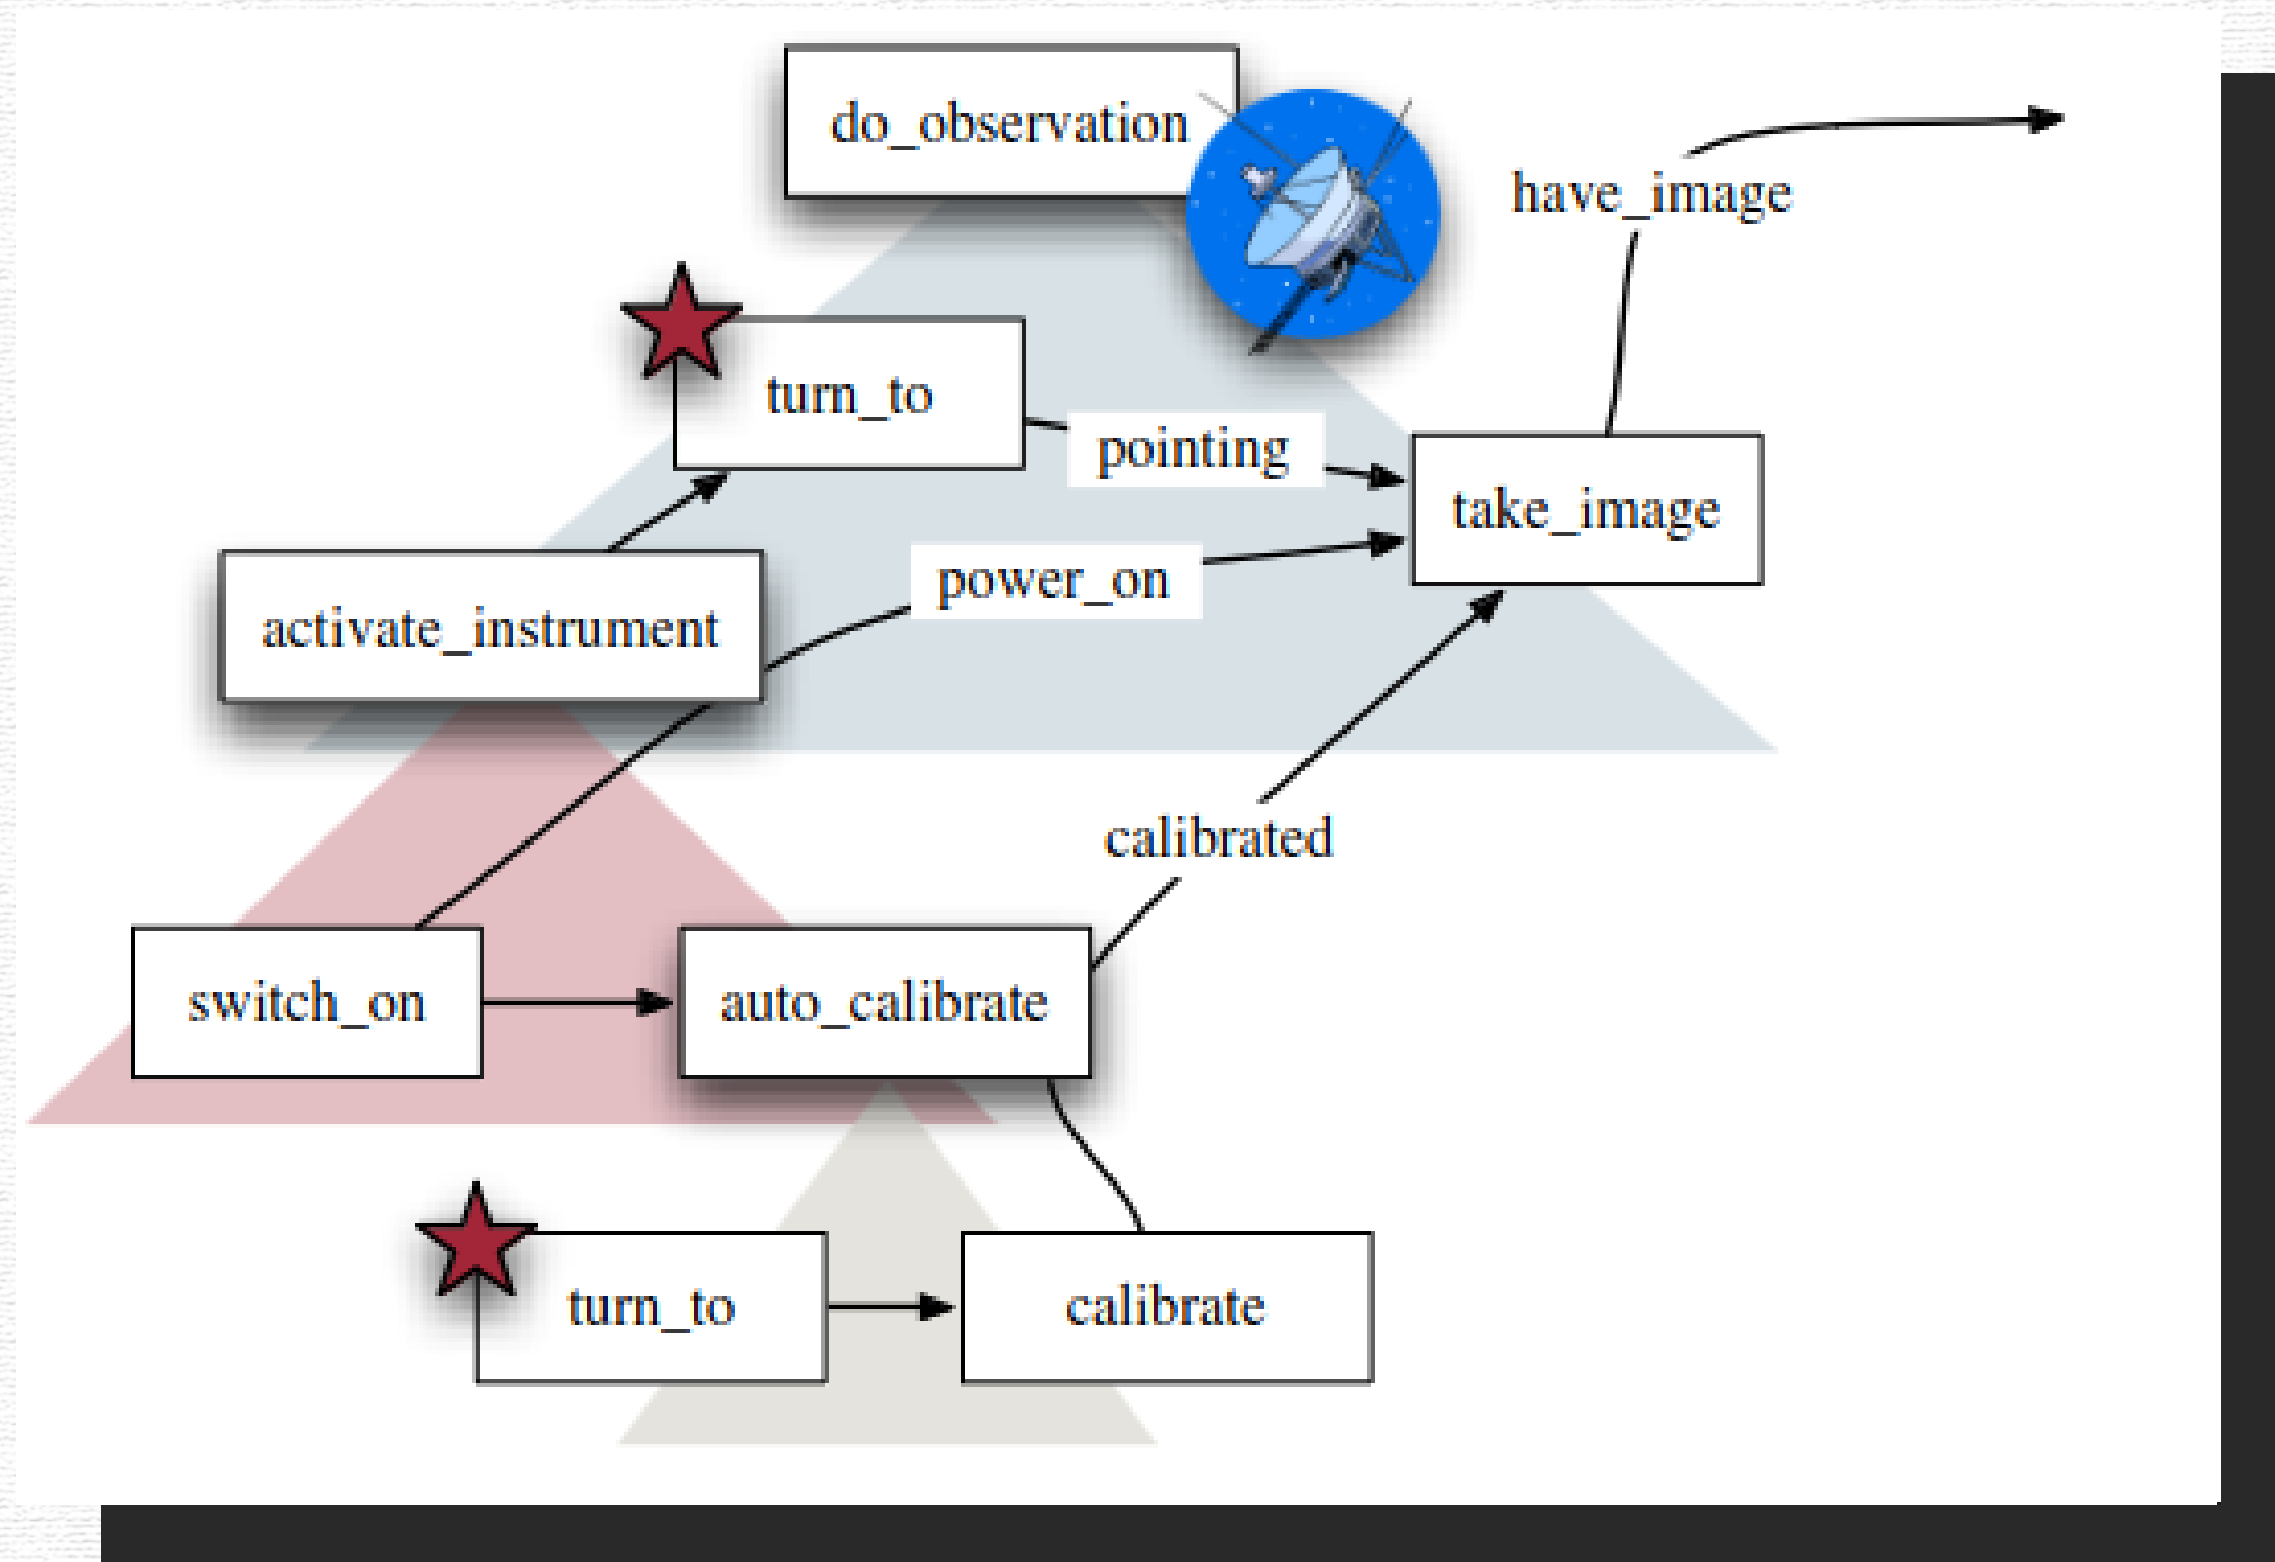 do_observation
have_image
turn_to
pointing
take_image
power_on
activate_instrument
calibrated
switch_on
auto_calibrate
turn_to
calibrate